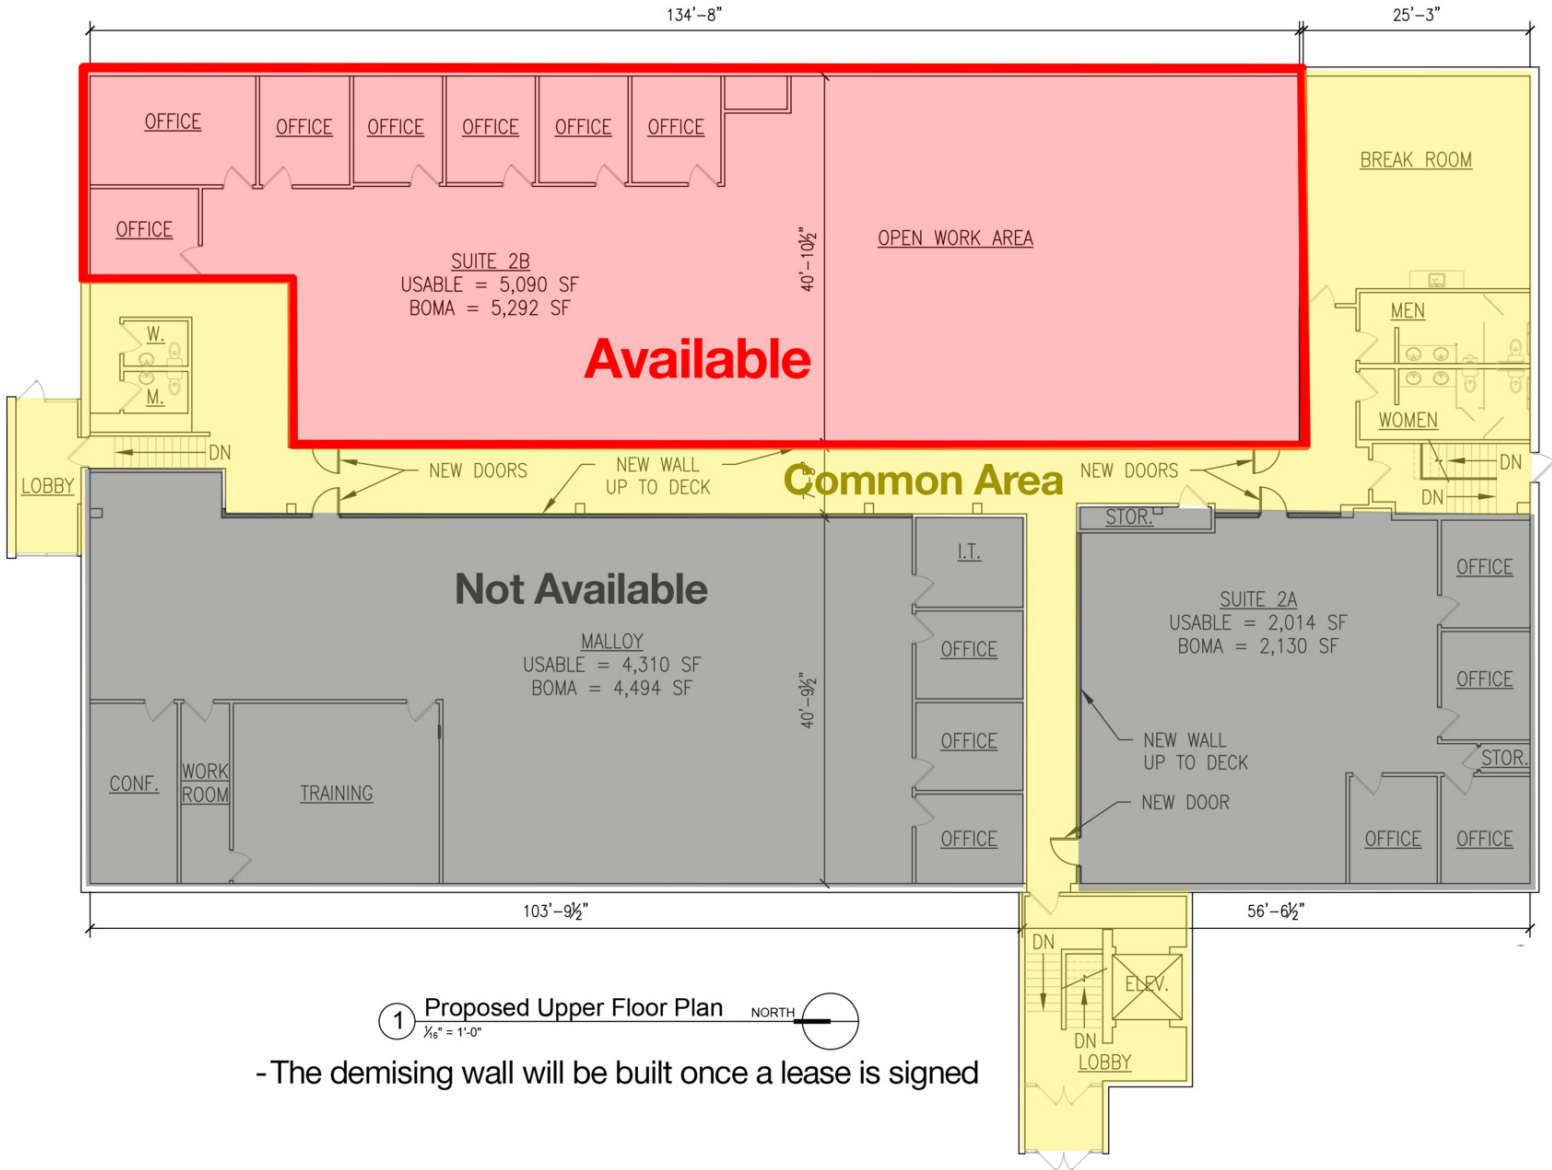 134'-8"
25'-3"
OFFICE
OFFICE
OFFICE
OFFICE
OFFICE
OFFICE
BREAK ROOM
OFFICE
SUITE 2B
USABLE = 5,090 SF
BOMA = 5,292 SF
40'-10½"
OPEN WORK AREA
Available
MEN
WOMEN
W.
M.
DN
LOBBY
NEW DOORS
NEW WALL
UP TO DECK
Common Area
NEW DOORS
DN
DN
STOR.
Not Available
MALLOY
USABLE = 4,310 SF
BOMA = 4,494 SF
40'-9½"
I.T.
OFFICE
OFFICE
OFFICE
SUITE 2A
USABLE = 2,014 SF
BOMA = 2,130 SF
OFFICE
OFFICE
STOR.
NEW WALL
UP TO DECK
NEW DOOR
OFFICE
OFFICE
CONF.
WORK
ROOM
TRAINING
103'-9½"
56'-6½"
DN
ELEV.
DN
LOBBY
1 Proposed Upper Floor Plan
NORTH
1/16" = 1'-0"
-The demising wall will be built once a lease is signed